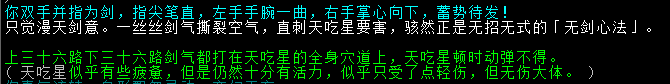 你双手并指为剑，指尖笔直，左手手腕一曲，右手掌心向下，蓄势待发！
只觉漫天剑意。一丝丝剑气撕裂空气，直刺天吃星要害，骇然正是无招无式的「无剑心法」。
上三十六路下三十六路剑气都打在天吃星的全身穴道上，天吃星顿时动弹不得。
（ 天吃星似乎有些疲惫，但是仍然十分有活力，似乎只受了点轻伤，但无伤大体。 ）